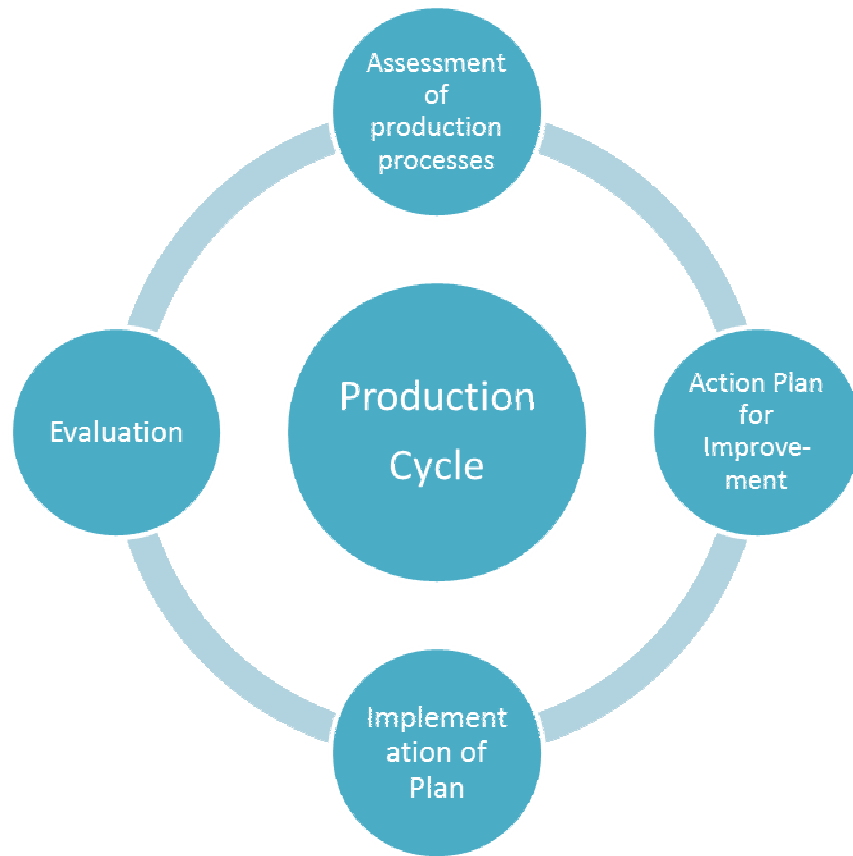 Assessment
of
production
processes
Production
Cycle
Action Plan
for
Improve-
ment
Evaluation
Implement
ation of
Plan